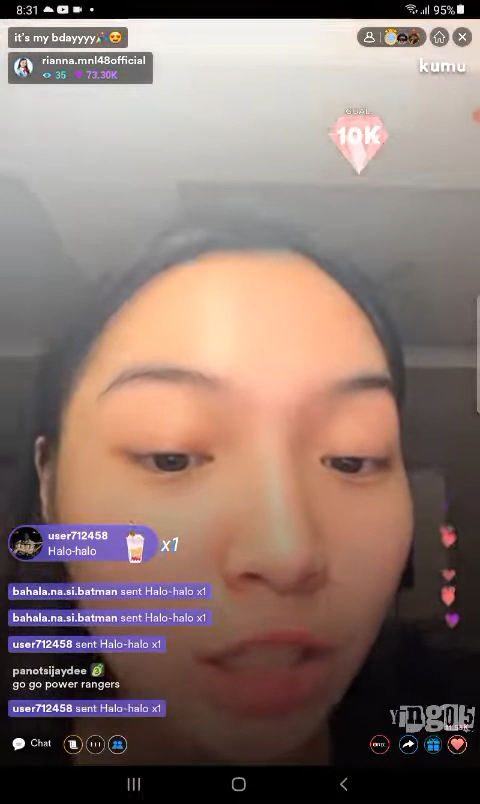 8:31 95%
it's my bdayyyy🎉😍
rianna.mnl48official
35 73.30K
kumu
GOAL
10K
user712458
Halo-halo
x1
bahala.na.si.batman sent Halo-halo x1
bahala.na.si.batman sent Halo-halo x1
user712458 sent Halo-halo x1
panotsijaydee
go go power rangers
user712458 sent Halo-halo x1
Chat